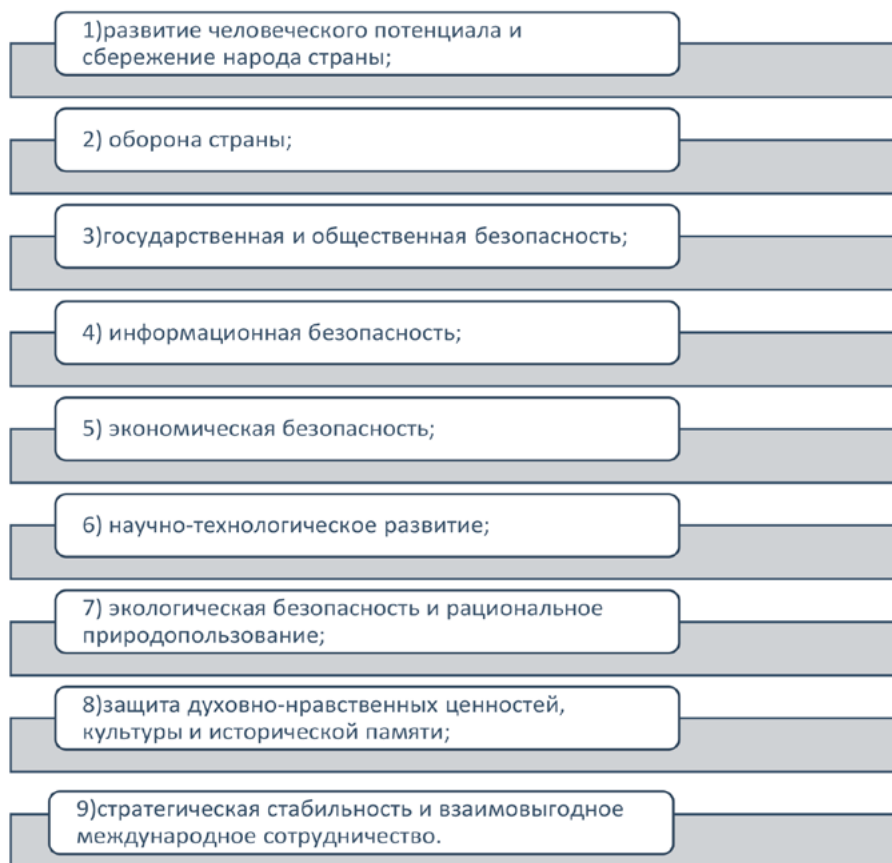 1)развитие человеческого потенциала и
сбережение народа страны;
2) оборона страны;
3)государственная и общественная безопасность;
4) информационная безопасность;
5) экономическая безопасность;
6) научно-технологическое развитие;
7) экологическая безопасность и рациональное
природопользование;
8)защита духовно-нравственных ценностей,
культуры и исторической памяти;
9)стратегическая стабильность и взаимовыгодное
международное сотрудничество.